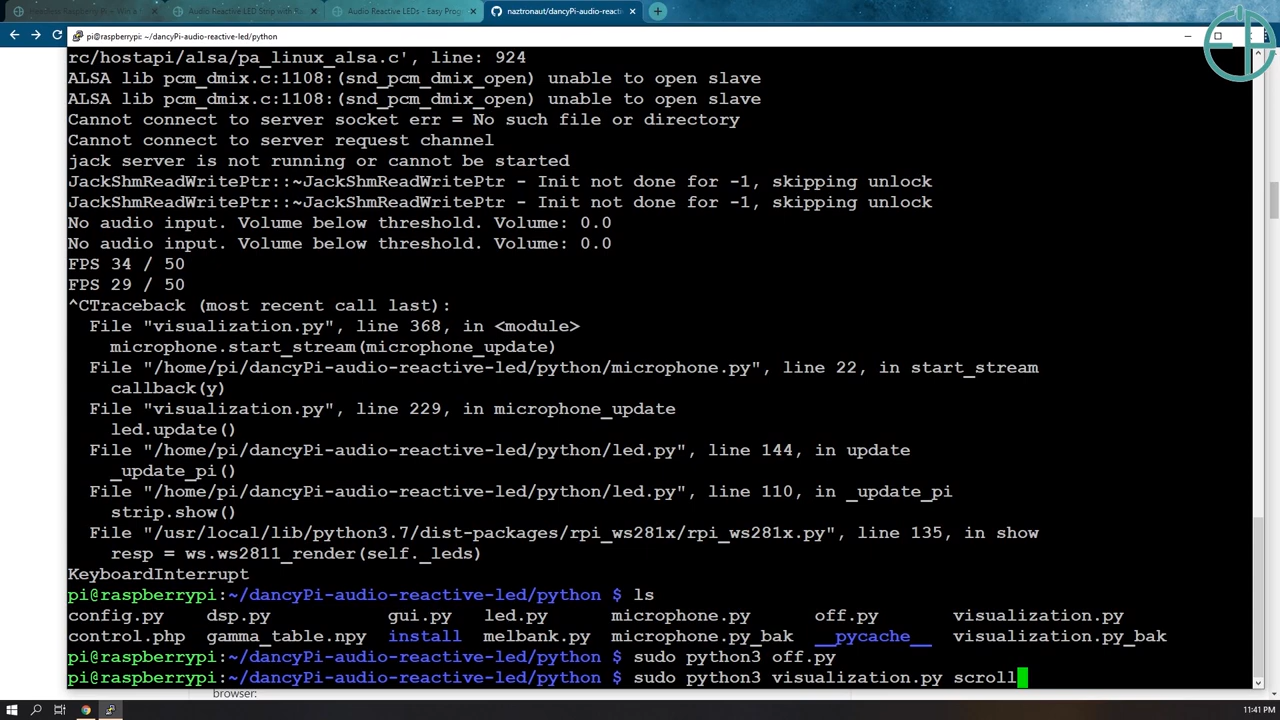 Audio Reactive LED Strip with R
Audio Reactive LEDs - Easy Prog
naztronaut/dancyPi-audio-reacti
pi@raspberrypi: ~/dancyPi-audio-reactive-led/python
rc/hostapi/alsa/pa_linux_alsa.c', line: 924
ALSA lib pcm_dmix.c:1108:(snd_pcm_dmix_open) unable to open slave
ALSA lib pcm_dmix.c:1108:(snd_pcm_dmix_open) unable to open slave
Cannot connect to server socket err = No such file or directory
Cannot connect to server request channel
jack server is not running or cannot be started
JackShmReadWritePtr::~JackShmReadWritePtr - Init not done for -1, skipping unlock
JackShmReadWritePtr::~JackShmReadWritePtr - Init not done for -1, skipping unlock
No audio input. Volume below threshold. Volume: 0.0
No audio input. Volume below threshold. Volume: 0.0
FPS 34 / 50
FPS 29 / 50
^CTraceback (most recent call last):
  File "visualization.py", line 368, in <module>
    microphone.start_stream(microphone_update)
  File "/home/pi/dancyPi-audio-reactive-led/python/microphone.py", line 22, in start_stream
    callback(y)
  File "visualization.py", line 229, in microphone_update
    led.update()
  File "/home/pi/dancyPi-audio-reactive-led/python/led.py", line 144, in update
    _update_pi()
  File "/home/pi/dancyPi-audio-reactive-led/python/led.py", line 110, in _update_pi
    strip.show()
  File "/usr/local/lib/python3.7/dist-packages/rpi_ws281x/rpi_ws281x.py", line 135, in show
    resp = ws.ws2811_render(self._leds)
KeyboardInterrupt
pi@raspberrypi:~/dancyPi-audio-reactive-led/python $ ls
config.py dsp.py gui.py led.py microphone.py off.py visualization.py
control.php gamma_table.npy install melbank.py microphone.py_bak __pycache__ visualization.py_bak
pi@raspberrypi:~/dancyPi-audio-reactive-led/python $ sudo python3 off.py
pi@raspberrypi:~/dancyPi-audio-reactive-led/python $ sudo python3 visualization.py scroll
browser:
11:41 PM